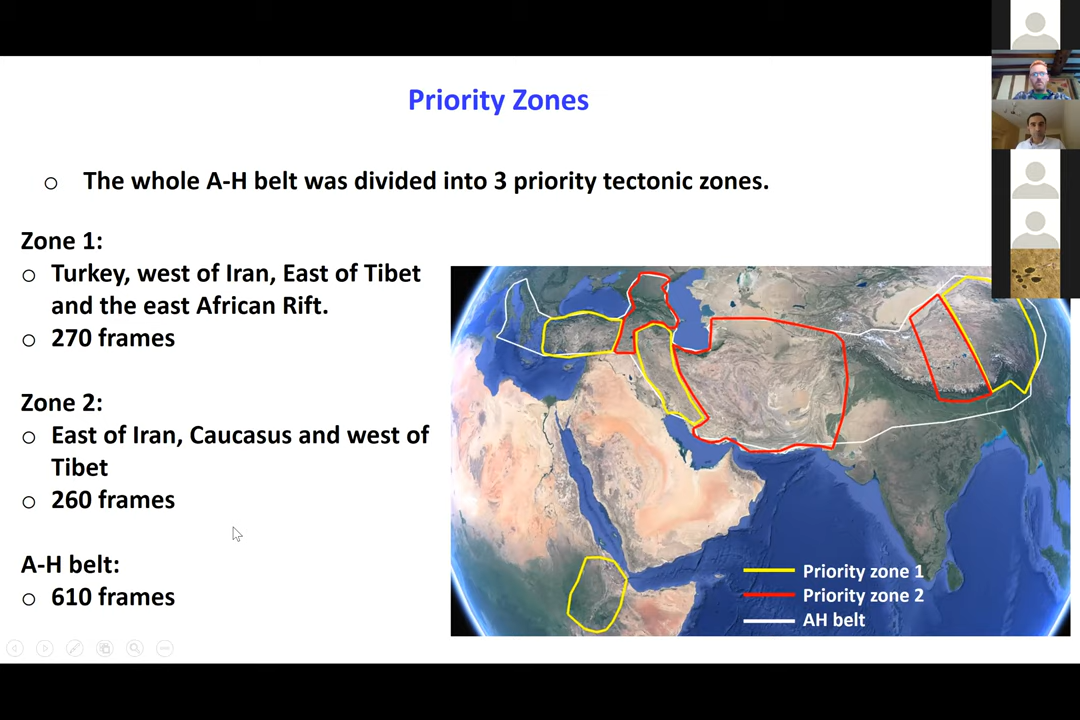 Priority Zones
o The whole A-H belt was divided into 3 priority tectonic zones.
Zone 1:
o Turkey, west of Iran, East of Tibet
and the east African Rift.
o 270 frames
Zone 2:
o East of Iran, Caucasus and west of
Tibet
o 260 frames
A-H belt:
o 610 frames
Priority zone 1
Priority zone 2
AH belt